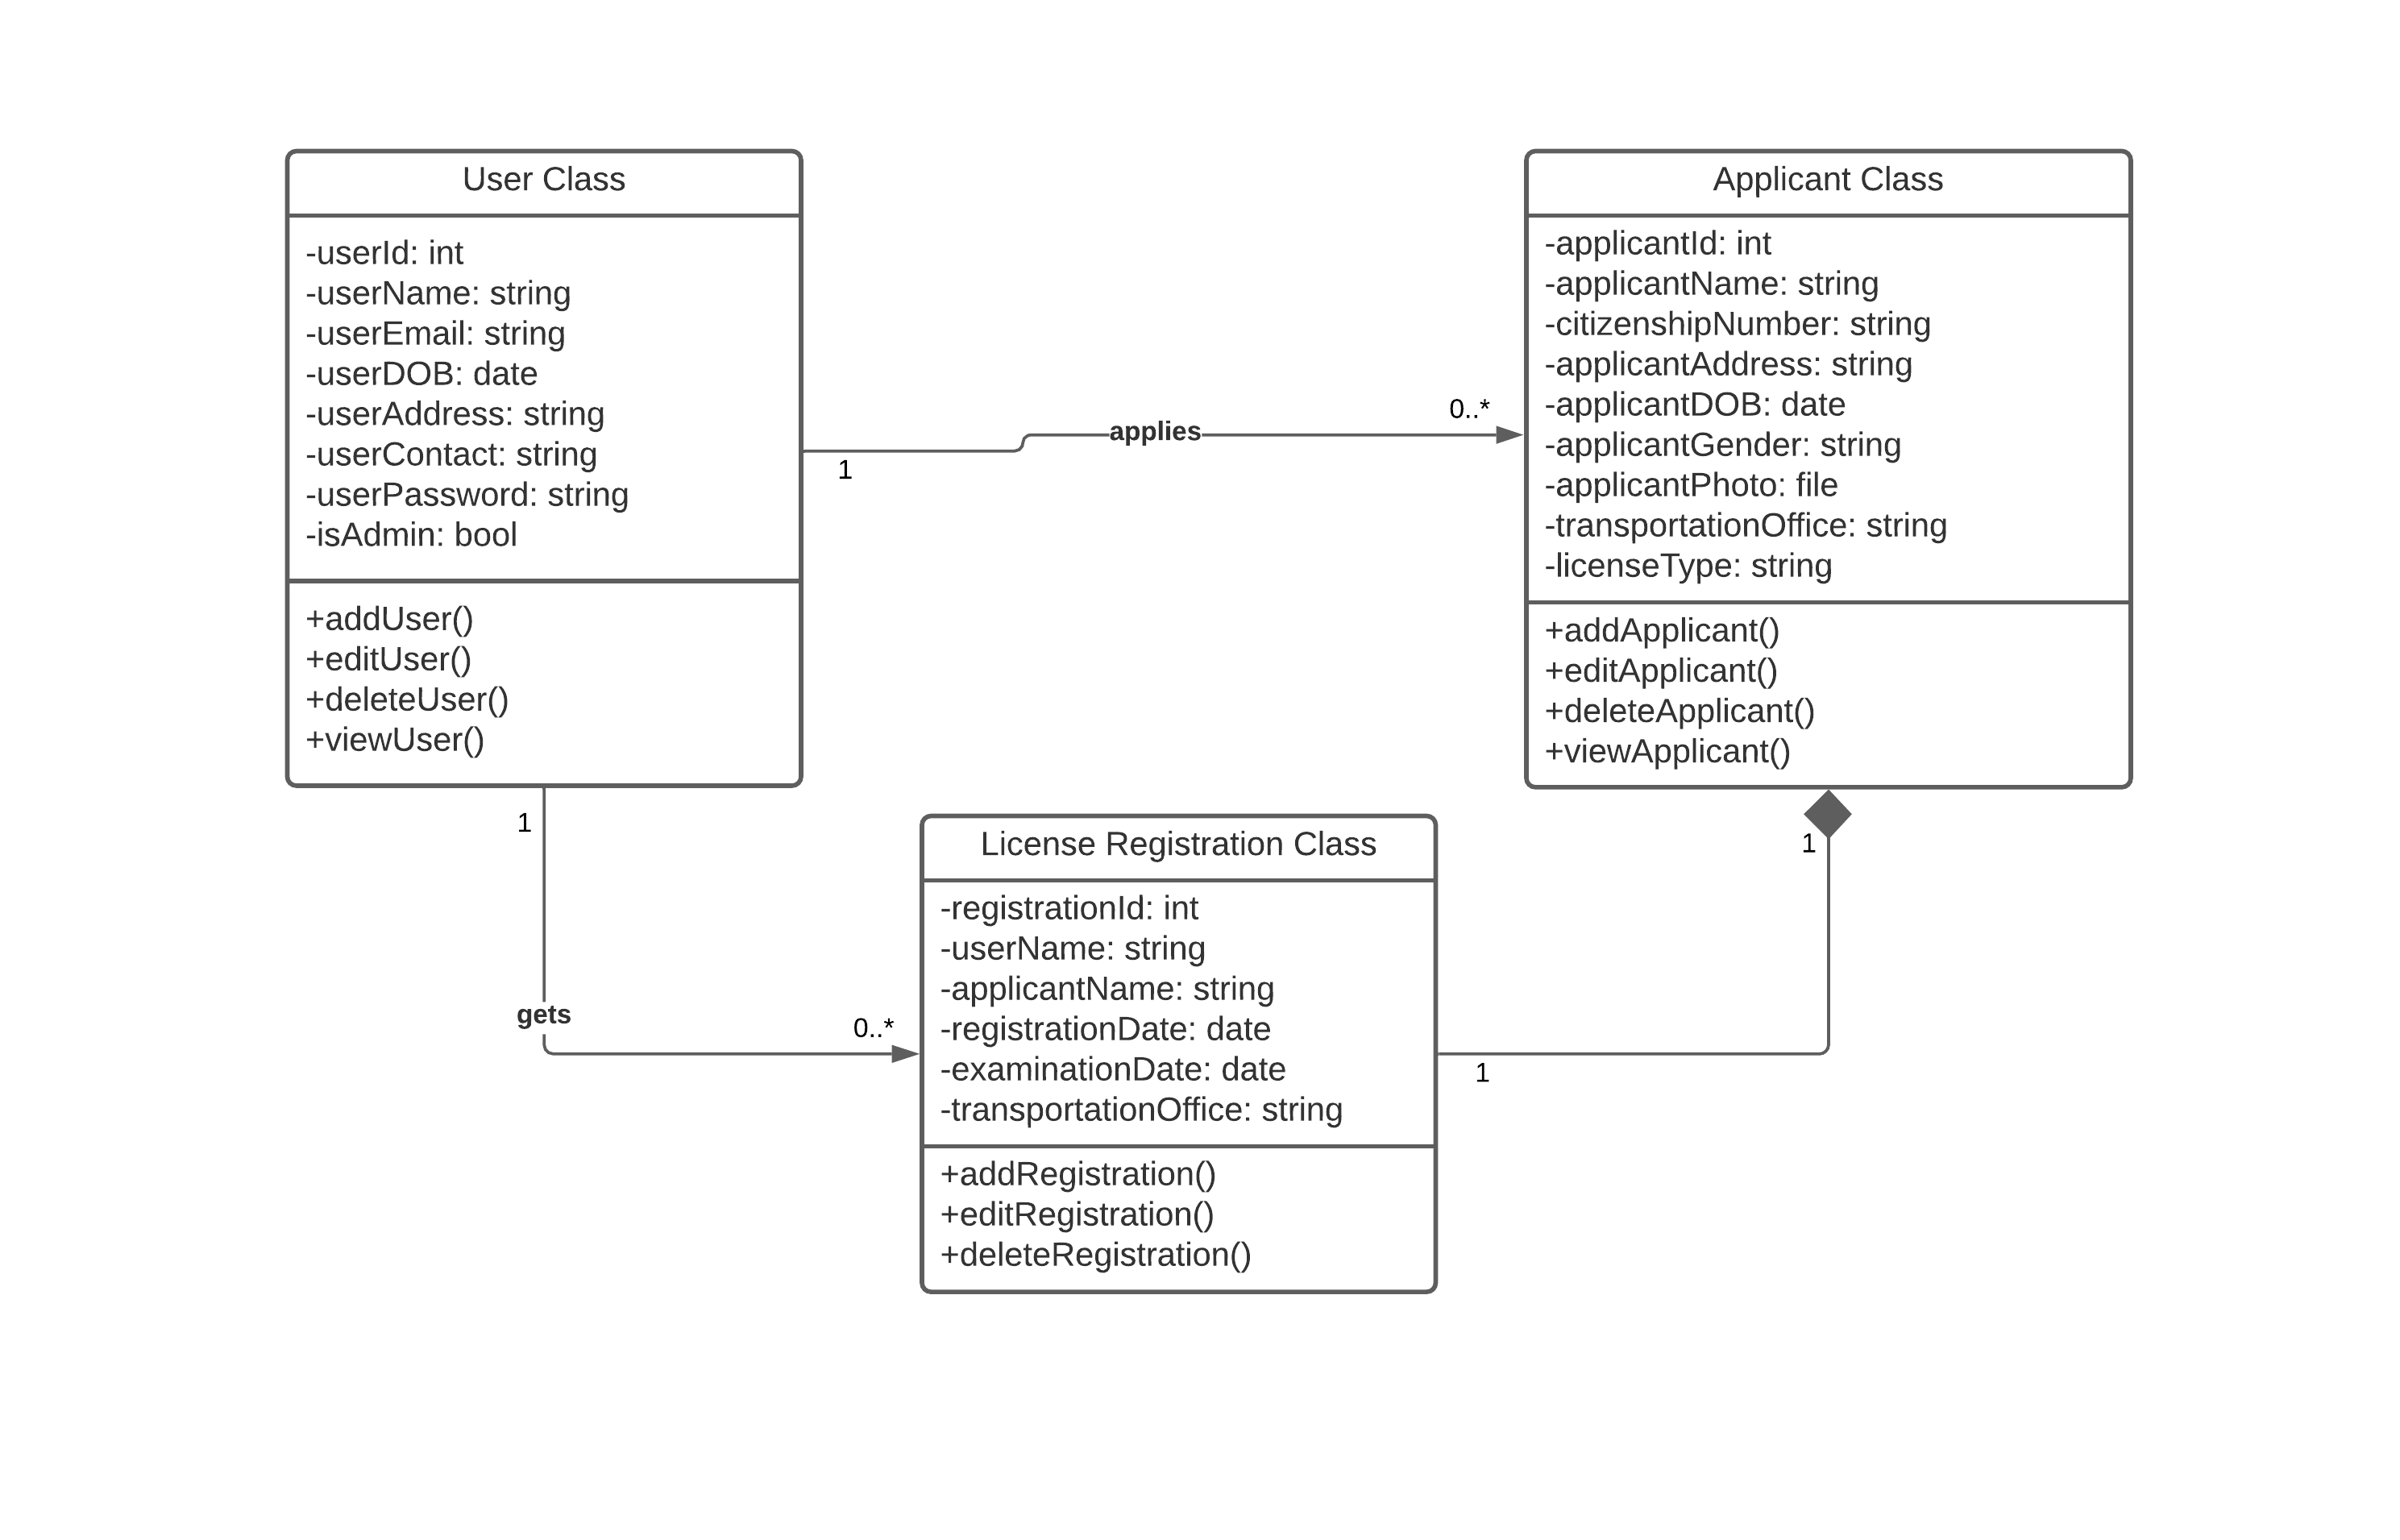 User Class
-userId: int
-userName: string
-userEmail: string
-userDOB: date
-userAddress: string
-userContact: string
-userPassword: string
-isAdmin: bool
+addUser()
+editUser()
+deleteUser()
+viewUser()
1
applies
0..*
Applicant Class
-applicantId: int
-applicantName: string
-citizenshipNumber: string
-applicantAddress: string
-applicantDOB: date
-applicantGender: string
-applicantPhoto: file
-transportationOffice: string
-licenseType: string
+addApplicant()
+editApplicant()
+deleteApplicant()
+viewApplicant()
1
gets
0..*
License Registration Class
-registrationId: int
-userName: string
-applicantName: string
-registrationDate: date
-examinationDate: date
-transportationOffice: string
+addRegistration()
+editRegistration()
+deleteRegistration()
1
1